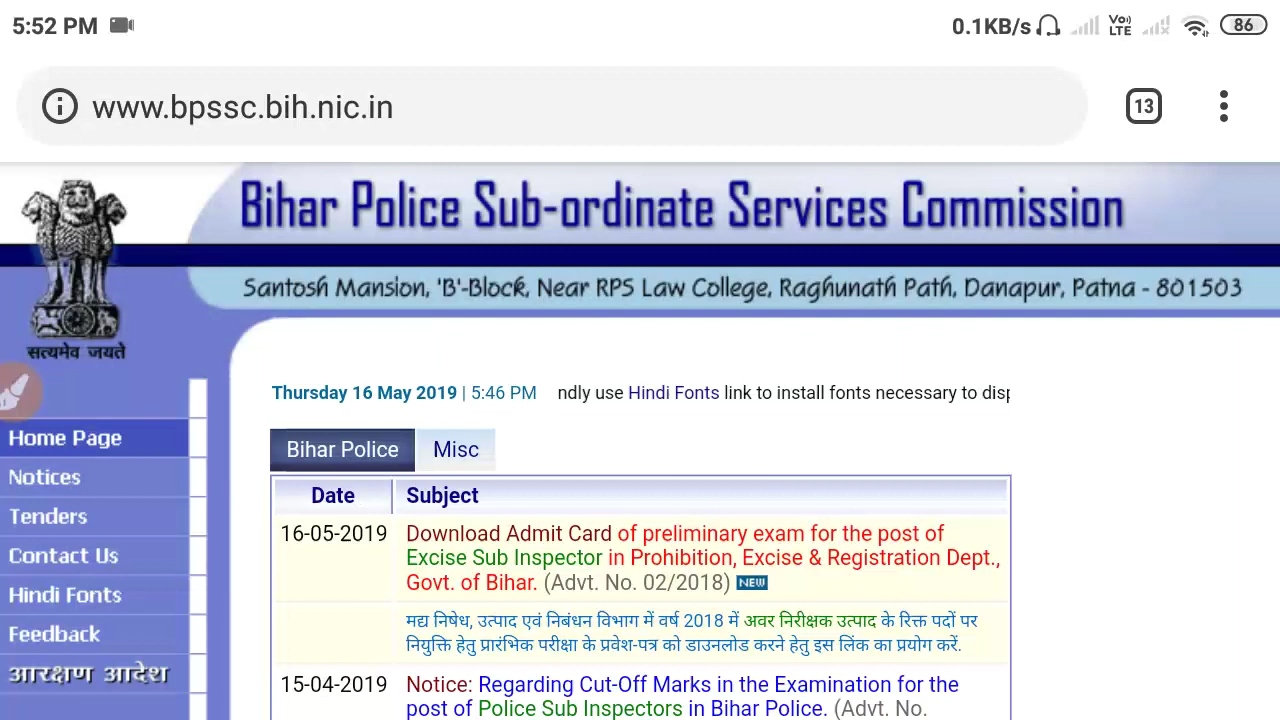 5:52 PM 0.1KB/s Vo) LTE 86
www.bpssc.bih.nic.in 13
Bihar Police Sub-ordinate Services Commission
Santosh Mansion, 'B'-Block, Near RPS Law College, Raghunath Path, Danapur, Patna - 801503
सत्यमेव जयते
Thursday 16 May 2019 | 5:46 PM ndly use Hindi Fonts link to install fonts necessary to disp
Home Page
Notices
Tenders
Contact Us
Hindi Fonts
Feedback
आरक्षण आदेश
Bihar Police Misc
Date Subject
16-05-2019 Download Admit Card of preliminary exam for the post of
Excise Sub Inspector in Prohibition, Excise & Registration Dept.,
Govt. of Bihar. (Advt. No. 02/2018) NEW
मद्य निषेध, उत्पाद एवं निबंधन विभाग में वर्ष 2018 में अवर निरीक्षक उत्पाद के रिक्त पदों पर
नियुक्ति हेतु प्रारंभिक परीक्षा के प्रवेश-पत्र को डाउनलोड करने हेतु इस लिंक का प्रयोग करें.
15-04-2019 Notice: Regarding Cut-Off Marks in the Examination for the
post of Police Sub Inspectors in Bihar Police. (Advt. No.